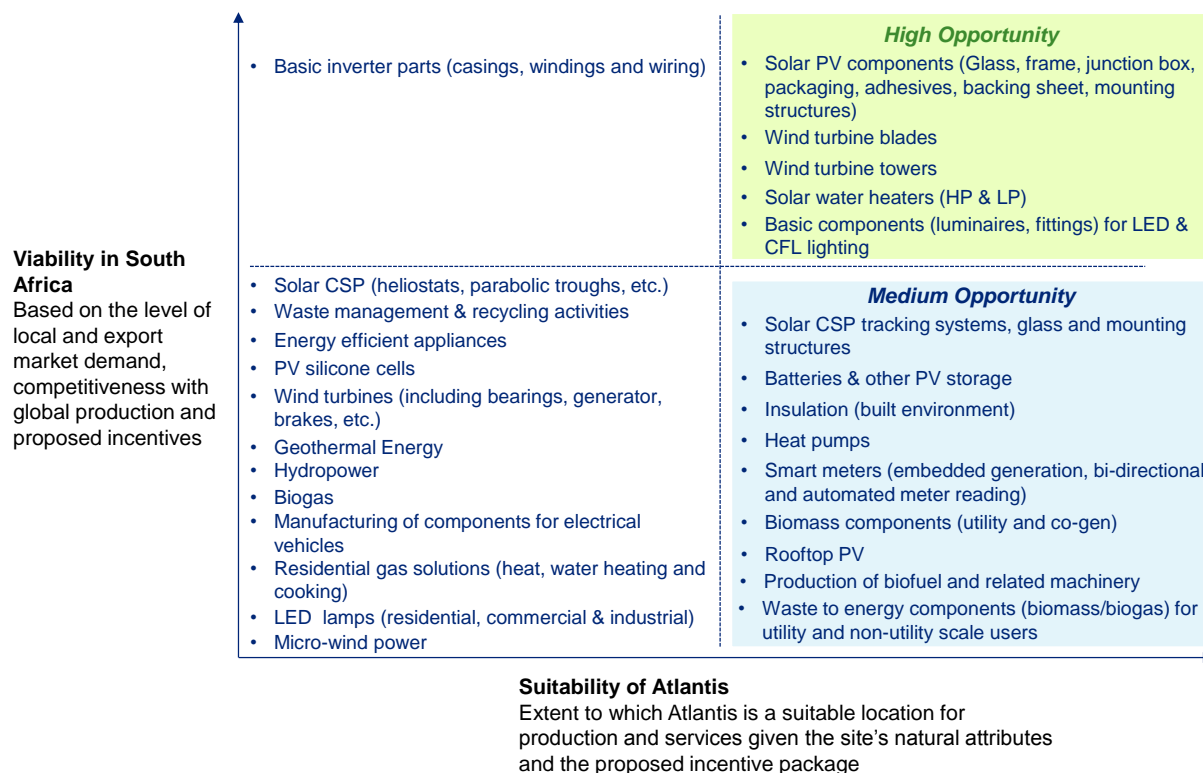 • Basic inverter parts (casings, windings and wiring)
High Opportunity
• Solar PV components (Glass, frame, junction box,
packaging, adhesives, backing sheet, mounting
structures)
• Wind turbine blades
• Wind turbine towers
• Solar water heaters (HP & LP)
• Basic components (luminaires, fittings) for LED &
CFL lighting
Viability in South
Africa
Based on the level of
local and export
market demand,
competitiveness with
global production and
proposed incentives
• Solar CSP (heliostats, parabolic troughs, etc.)
• Waste management & recycling activities
• Energy efficient appliances
• PV silicone cells
• Wind turbines (including bearings, generator,
brakes, etc.)
• Geothermal Energy
• Hydropower
• Biogas
• Manufacturing of components for electrical
vehicles
• Residential gas solutions (heat, water heating and
cooking)
• LED lamps (residential, commercial & industrial)
• Micro-wind power
Medium Opportunity
• Solar CSP tracking systems, glass and mounting
structures
• Batteries & other PV storage
• Insulation (built environment)
• Heat pumps
• Smart meters (embedded generation, bi-directional
and automated meter reading)
• Biomass components (utility and co-gen)
• Rooftop PV
• Production of biofuel and related machinery
• Waste to energy components (biomass/biogas) for
utility and non-utility scale users
Suitability of Atlantis
Extent to which Atlantis is a suitable location for
production and services given the site's natural attributes
and the proposed incentive package